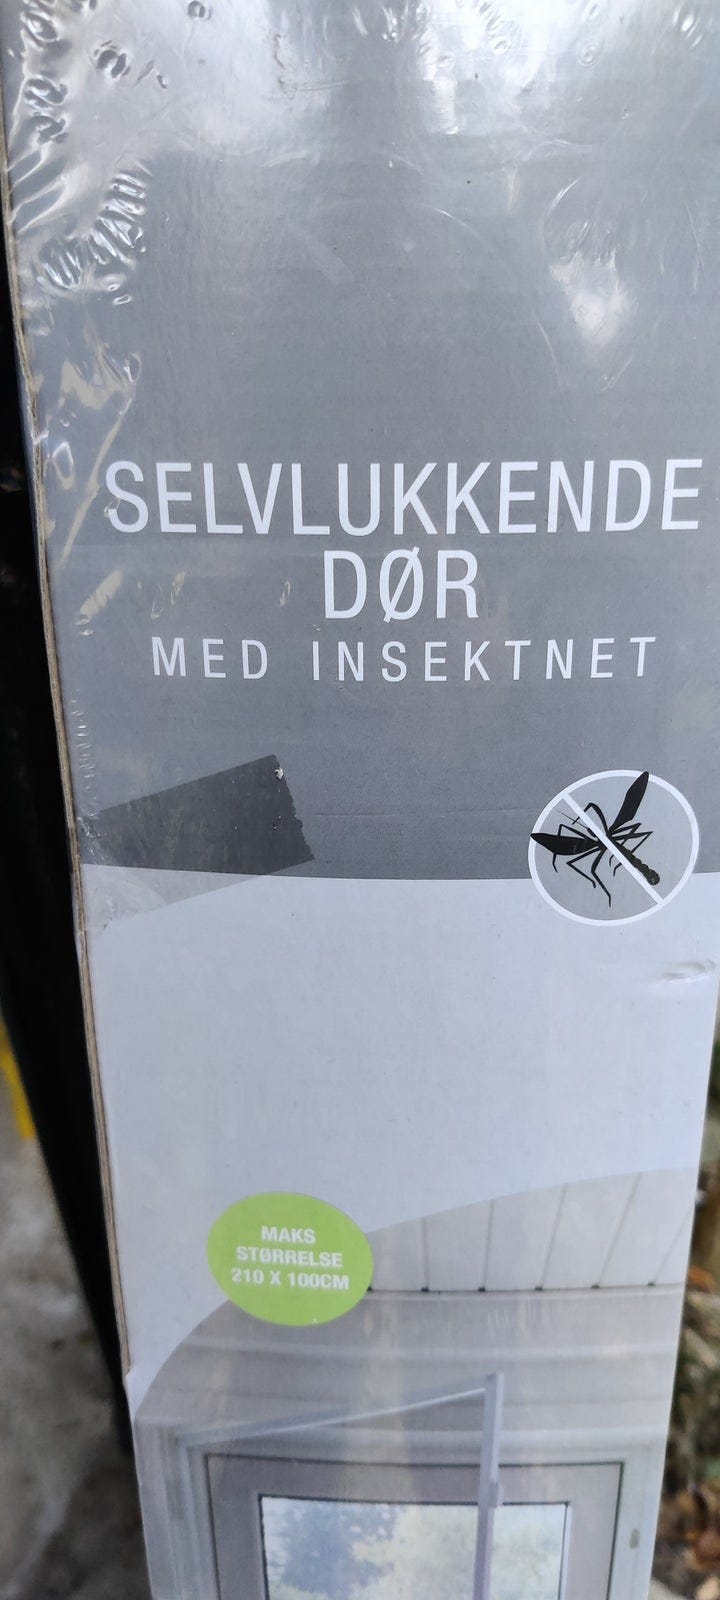 SELVLUKKENDE
DØR
MED INSEKTNET
MAKS
STØRRELSE
210 X 100CM